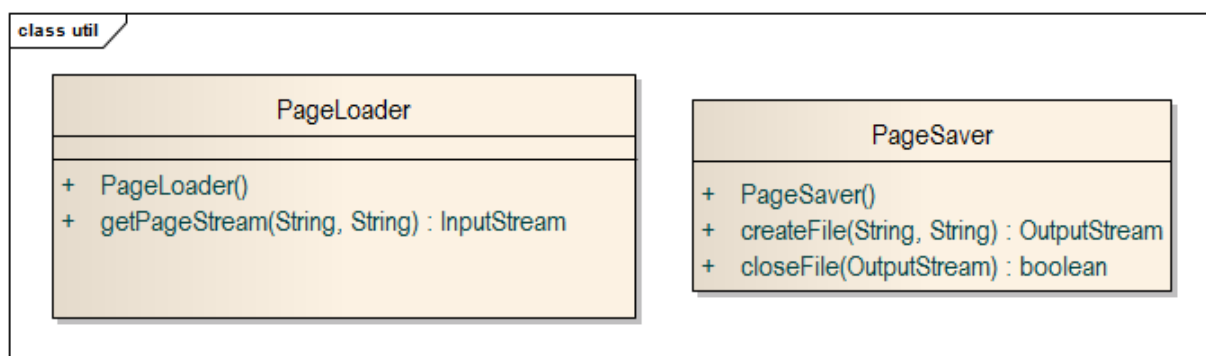 class util
PageLoader
+ PageLoader()
+ getPageStream(String, String) : InputStream
PageSaver
+ PageSaver()
+ createFile(String, String) : OutputStream
+ closeFile(OutputStream) : boolean